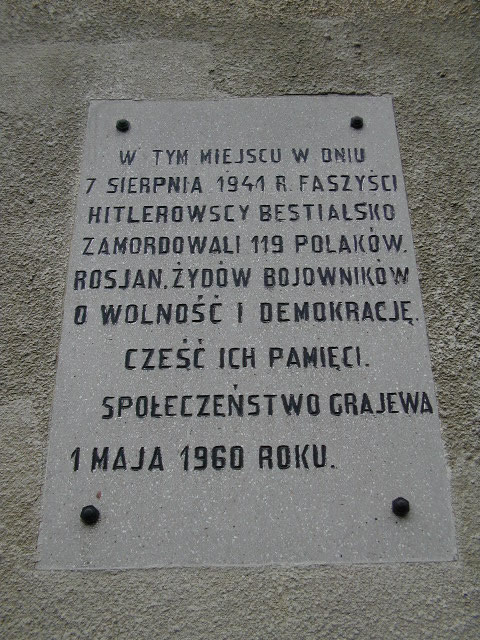 W TYM MIEJSCU W DNIU
7 SIERPNIA 1941 R. FASZYŚCI
HITLEROWSCY BESTIALSKO
ZAMORDOWALI 119 POLAKÓW.
ROSJAN, ŻYDÓW BOJOWNIKÓW
O WOLNOŚĆ I DEMOKRACJĘ.
CZEŚĆ ICH PAMIĘCI.
SPOŁECZEŃSTWO GRAJEWA
1 MAJA 1960 ROKU.